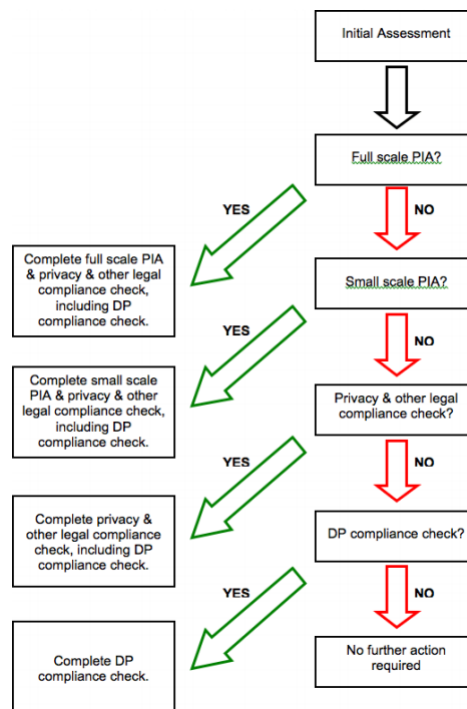 Initial Assessment
Full scale PIA?
YES
NO
Complete full scale PIA
& privacy & other legal
compliance check,
including DP
compliance check.
Small scale PIA?
YES
NO
Complete small scale
PIA & privacy & other
legal compliance check,
including DP
compliance check.
Privacy & other legal
compliance check?
YES
NO
Complete privacy &
other legal compliance
check, including DP
compliance check.
DP compliance check?
YES
NO
Complete DP
compliance check.
No further action
required